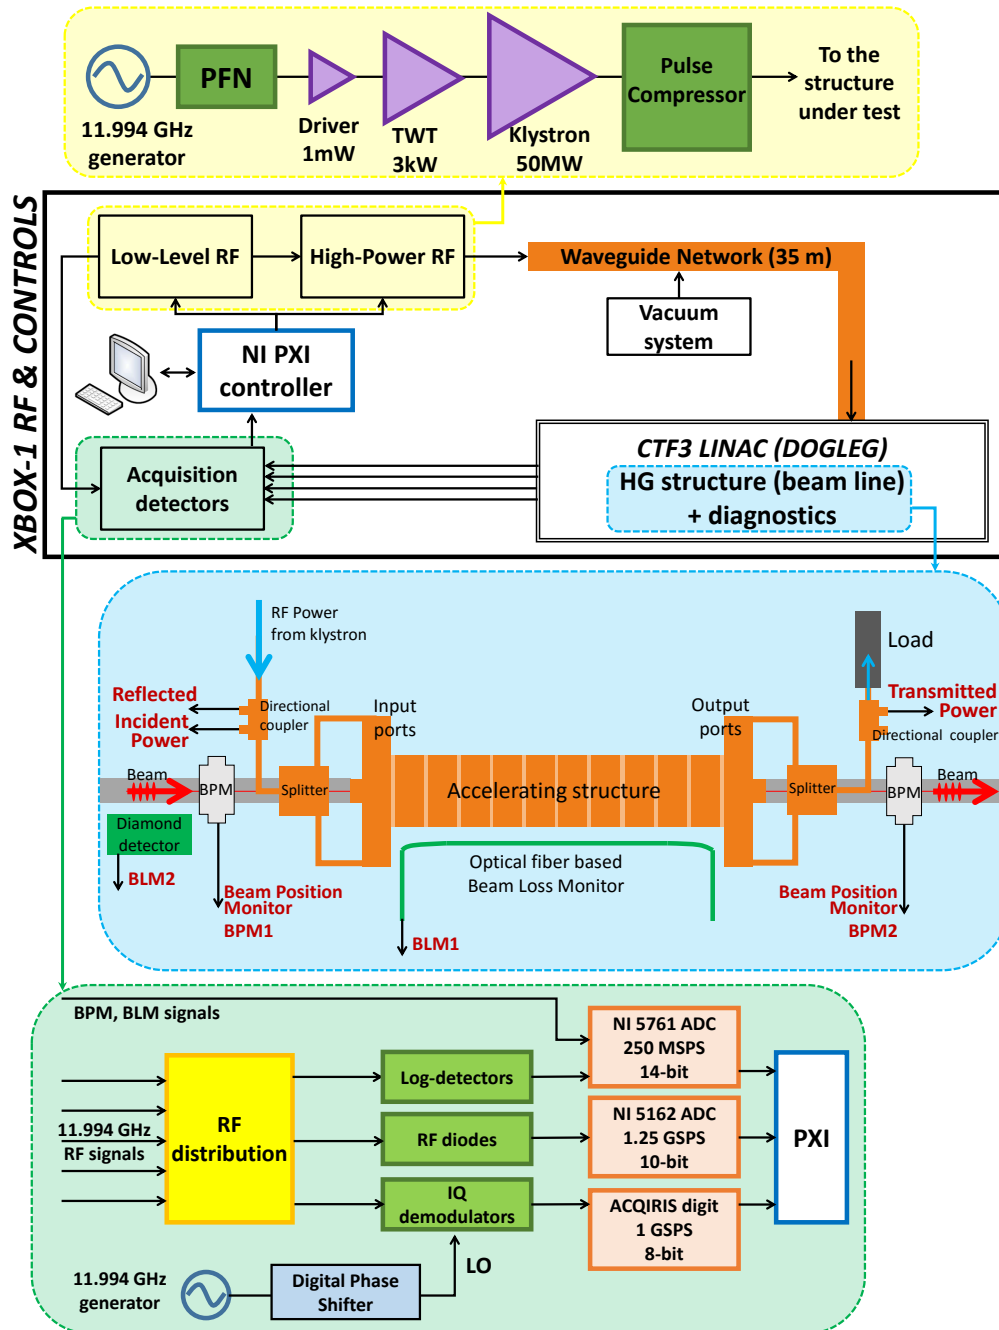 PFN
Pulse
Compressor
To the
structure
under test
11.994 GHz
generator
Driver
1mW
TWT
3kW
Klystron
50MW
XBOX-1 RF & CONTROLS
Low-Level RF
High-Power RF
Waveguide Network (35 m)
Vacuum
system
NI PXI
controller
Acquisition
detectors
CTF3 LINAC (DOGLEG)
HG structure (beam line)
+ diagnostics
RF Power
from klystron
Load
Reflected
Incident
Power
Directional
coupler
Input
ports
Output
ports
Transmitted
Power
Directional coupler
Beam
BPM
Splitter
Accelerating structure
Splitter
BPM
Beam
Diamond
detector
BLM2
Beam Position
Monitor
BPM1
Optical fiber based
Beam Loss Monitor
BLM1
Beam Position
Monitor
BPM2
BPM, BLM signals
NI 5761 ADC
250 MSPS
14-bit
Log-detectors
11.994 GHz
RF signals
RF
distribution
RF diodes
NI 5162 ADC
1.25 GSPS
10-bit
PXI
IQ
demodulators
ACQIRIS digit
1 GSPS
8-bit
LO
11.994 GHz
generator
Digital Phase
Shifter